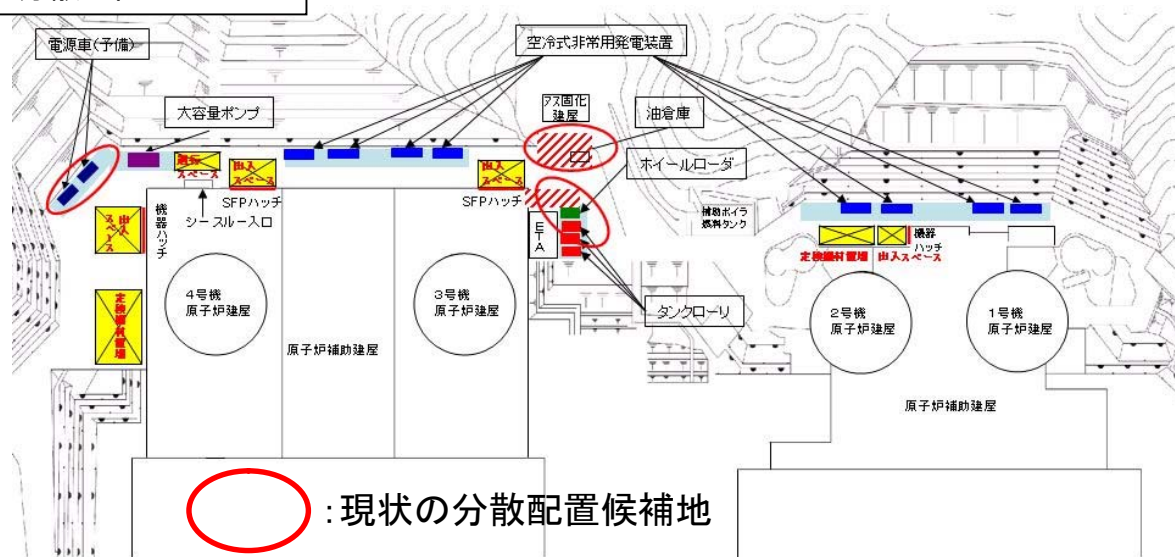 電源車(予備)
空冷式非常用発電装置
大容量ポンプ
アス固化
建屋
油倉庫
ホイールローダ
スペース
出入
スペース
出入
スペース
SFPハッチ
SFPハッチ
シースルー入口
機器ハッチ
出入
スペース
ETA
補助ボイラ
燃料タンク
機器
ハッチ
定検機材置場
出入スペース
定検機材置場
タンクローリ
4号機
原子炉建屋
3号機
原子炉建屋
2号機
原子炉建屋
1号機
原子炉建屋
原子炉補助建屋
原子炉補助建屋
:現状の分散配置候補地